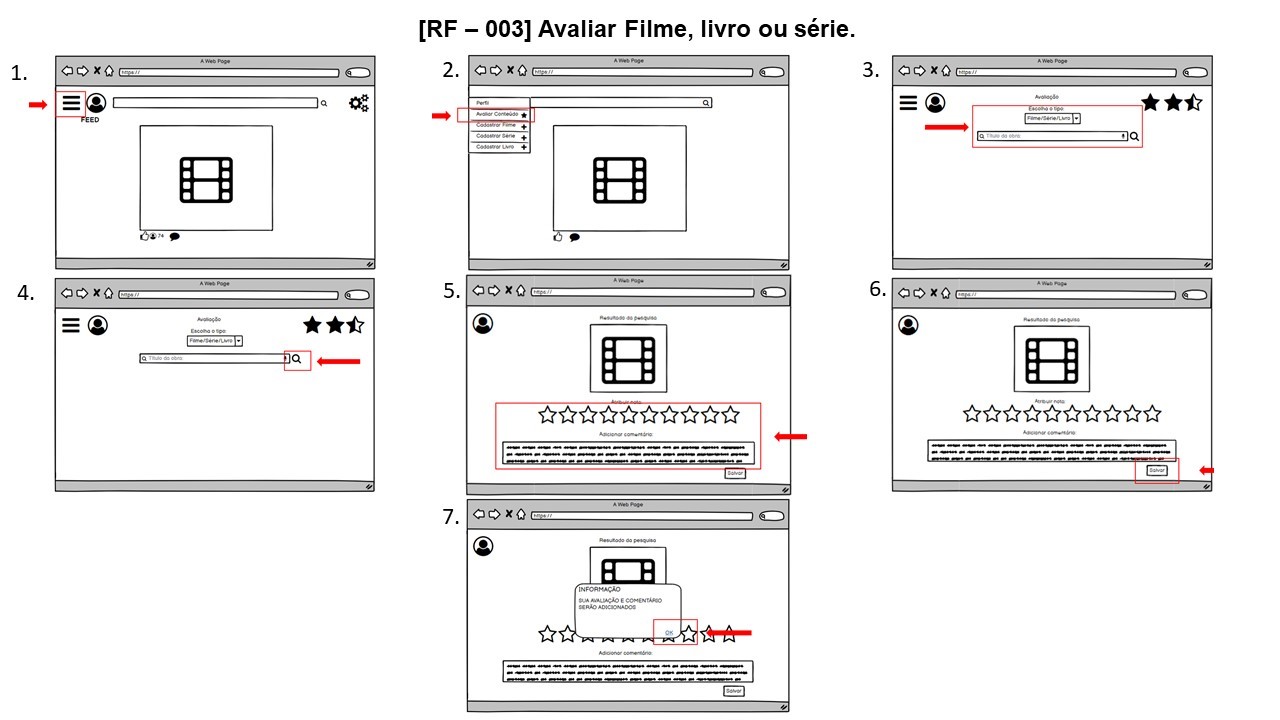 [RF – 003] Avaliar Filme, livro ou série.
1.
A Web Page
https://
FEED
74
2.
A Web Page
https://
Perfil
Avaliar Conteúdo
Cadastrar Filme
Cadastrar Série
Cadastrar Livro
3.
A Web Page
https://
Avaliação
Escolha o tipo:
Filme/Série/Livro
Título da obra:
4.
A Web Page
https://
Avaliação
Escolha o tipo:
Filme/Série/Livro
Título da obra:
5.
A Web Page
https://
Resultado da pesquisa
Atribuir nota:
Adicionar comentário:
Salvar
6.
A Web Page
https://
Resultado da pesquisa
Atribuir nota:
Adicionar comentário:
Salvar
7.
A Web Page
https://
Resultado da pesquisa
INFORMAÇÃO
SUA AVALIAÇÃO E COMENTÁRIO
SERÃO ADICIONADOS
OK
Adicionar comentário:
Salvar